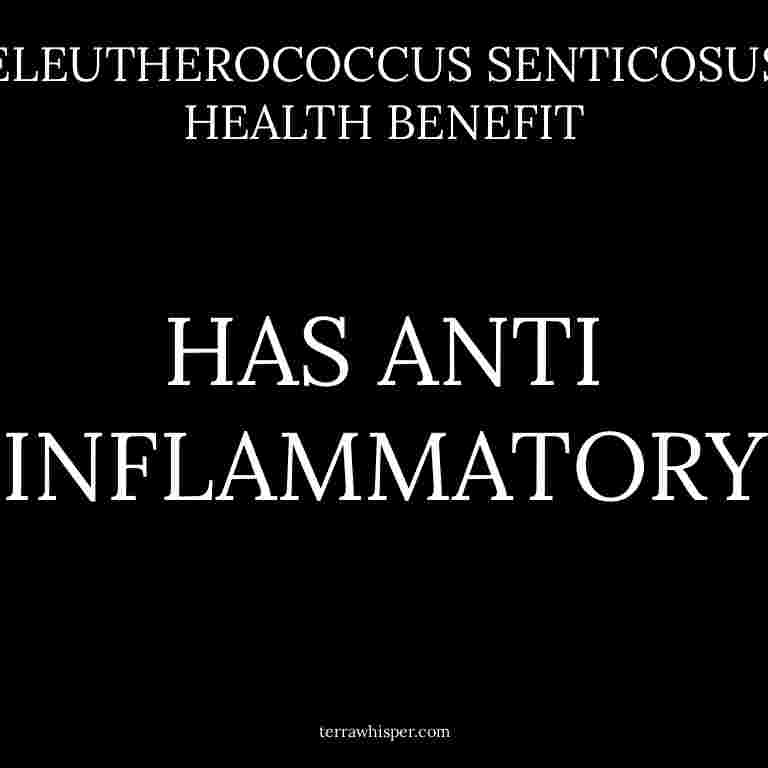 ELEUTHEROCOCCUS SENTICOSUS
HEALTH BENEFIT
HAS ANTI
INFLAMMATORY
terrawhisper.com